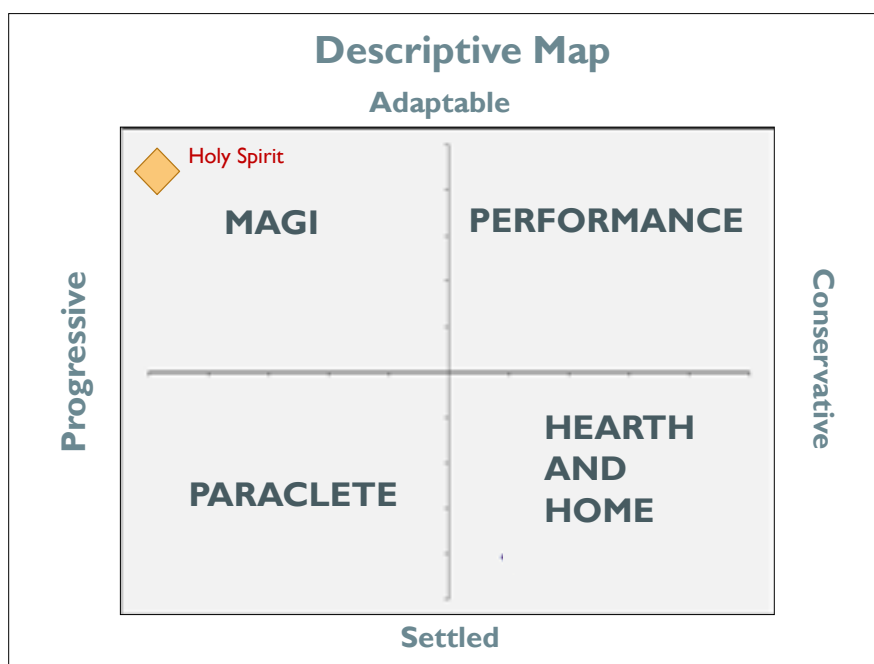 Descriptive Map
Adaptable
Holy Spirit
MAGI
PERFORMANCE
Progressive
Conservative
PARACLETE
HEARTH
AND
HOME
Settled